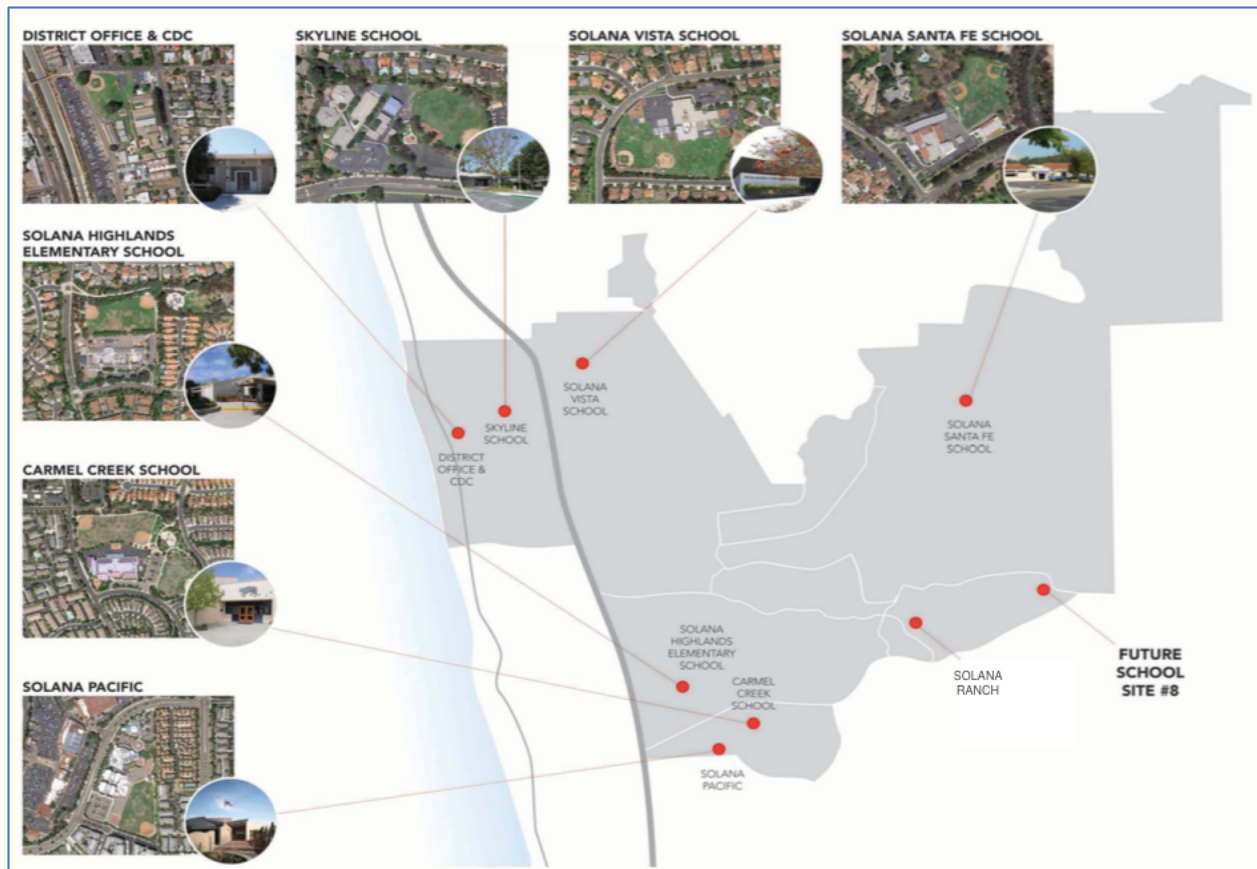 DISTRICT OFFICE & CDC
SKYLINE SCHOOL
SOLANA VISTA SCHOOL
SOLANA SANTA FE SCHOOL
SOLANA HIGHLANDS
ELEMENTARY SCHOOL
CARMEL CREEK SCHOOL
SOLANA PACIFIC
SOLANA
VISTA
SCHOOL
SKYLINE
SCHOOL
DISTRICT
OFFICE &
CDC
SOLANA
SANTA FE
SCHOOL
SOLANA
HIGHLANDS
ELEMENTARY
SCHOOL
CARMEL
CREEK
SCHOOL
SOLANA
PACIFIC
SOLANA
RANCH
FUTURE
SCHOOL
SITE #8